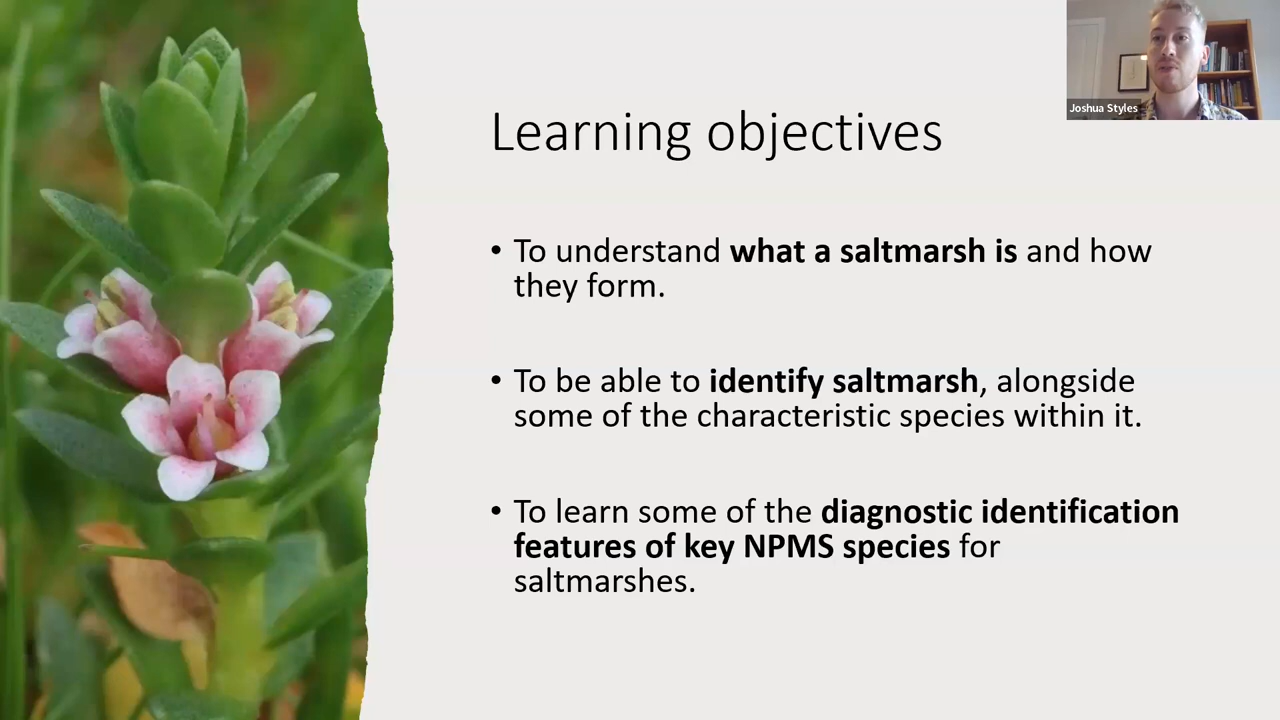 Joshua Styles
Learning objectives
• To understand what a saltmarsh is and how
they form.
• To be able to identify saltmarsh, alongside
some of the characteristic species within it.
• To learn some of the diagnostic identification
features of key NPMS species for
saltmarshes.